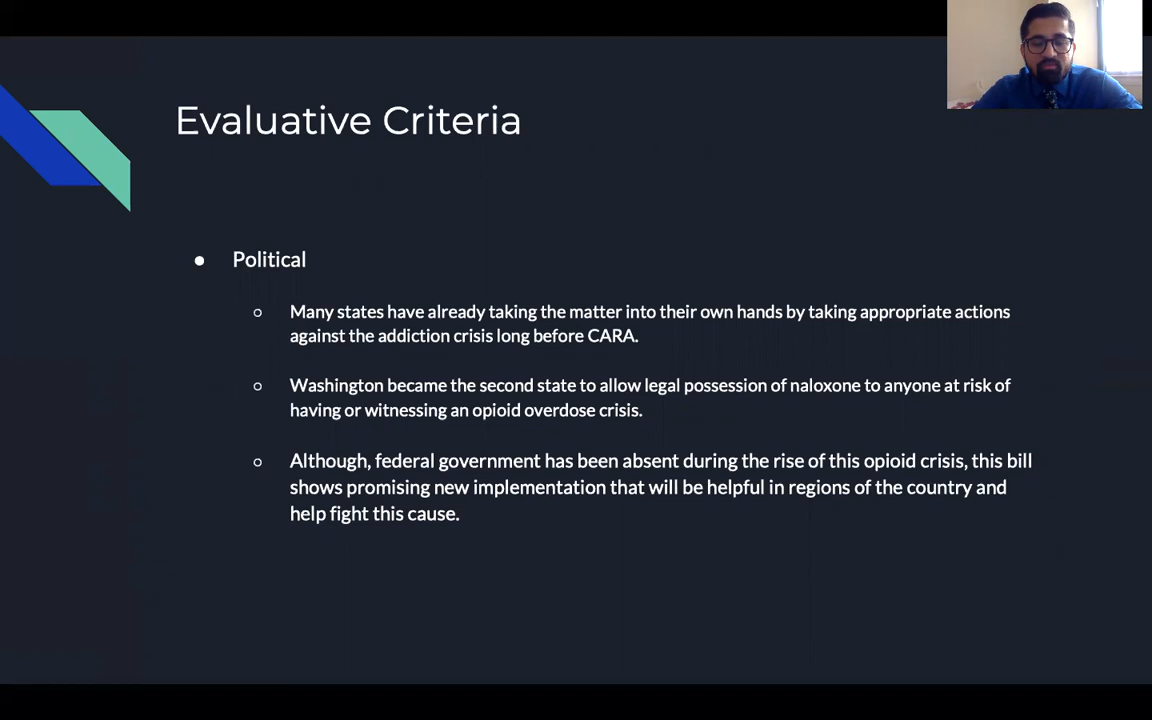 Evaluative Criteria
● Political
○ Many states have already taking the matter into their own hands by taking appropriate actions
against the addiction crisis long before CARA.
○ Washington became the second state to allow legal possession of naloxone to anyone at risk of
having or witnessing an opioid overdose crisis.
○ Although, federal government has been absent during the rise of this opioid crisis, this bill
shows promising new implementation that will be helpful in regions of the country and
help fight this cause.